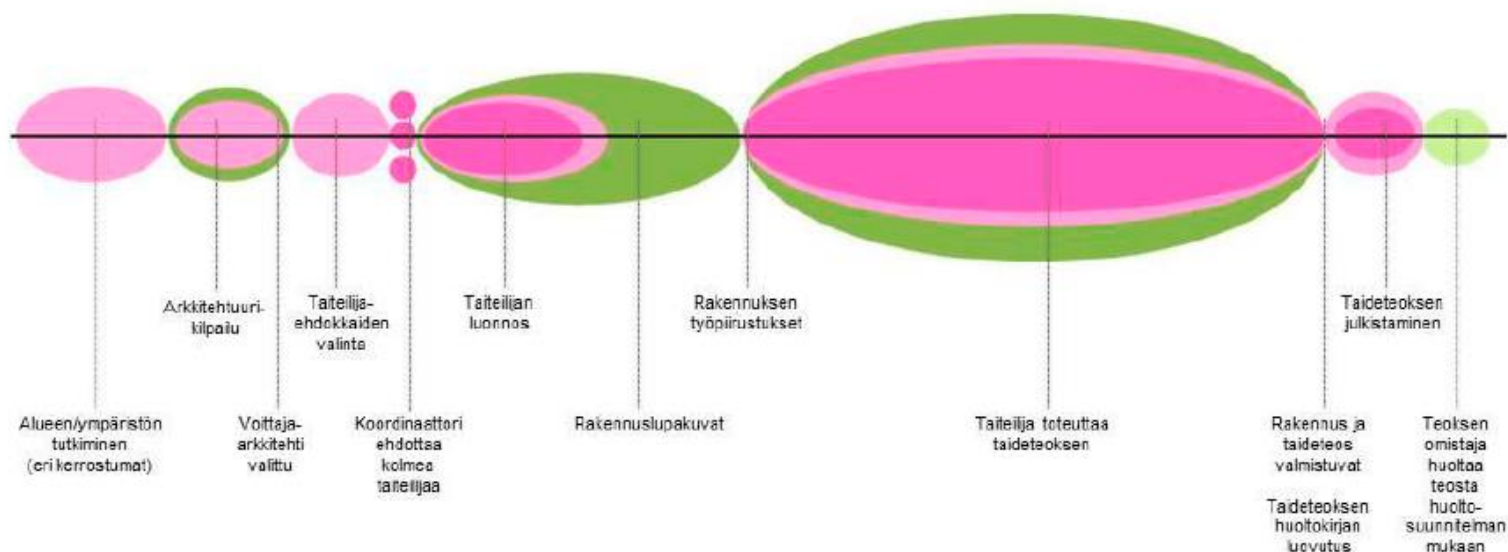 Arkkitehtuuri-
kilpailu
Taiteilija-
ehdokkaiden
valinta
Taiteilijan
luonnos
Rakennuksen
työpiirustukset
Taideteoksen
julkistaminen
Alueen/ympäristön
tutkiminen
(eri kerrostumat)
Voittaja-
arkkitehti
valittu
Koordinaattori
ehdottaa
kolmea
taiteilijaa
Rakennuslupakuvat
Taiteilija toteuttaa
taideteoksen
Rakennus ja
taideteos
valmistuvat
Taideteoksen
huoltokirjan
luovutus
Teoksen
omistaja
huoltaa
teosta
huolto-
suunnitelman
mukaan